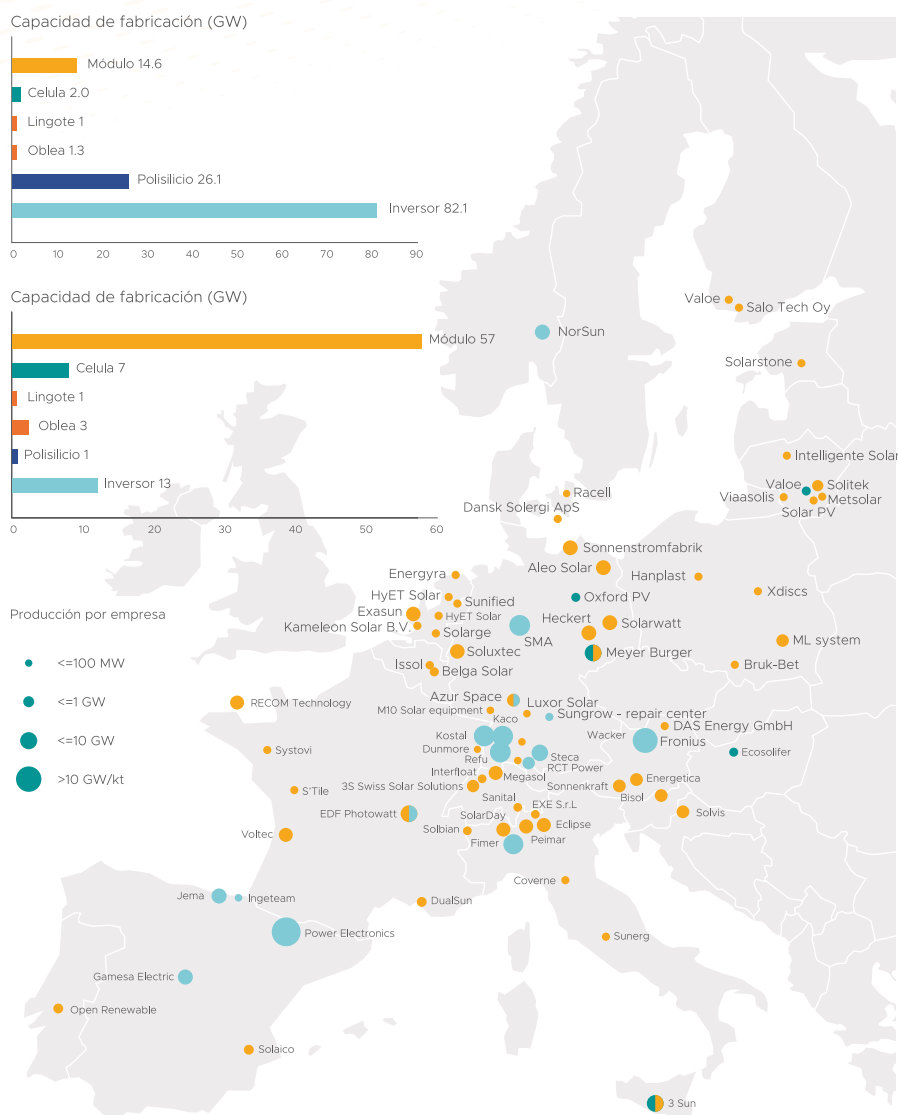 Capacidad de fabricación (GW)
Módulo 14.6
Celula 2.0
Lingote 1
Oblea 1.3
Polisilicio 26.1
Inversor 82.1
0 10 20 30 40 50 60 70 80 90
Capacidad de fabricación (GW)
Módulo 57
Celula 7
Lingote 1
Oblea 3
Polisilicio 1
Inversor 13
0 10 20 30 40 50 60
Producción por empresa
<=100 MW
<=1 GW
<=10 GW
>10 GW/kt
Valoe
Salo Tech Oy
NorSun
Solarstone
Intelligente Solar
Valoe
Solitek
Viaasolis
Metsolar
Solar PV
Racell
Dansk Solergi ApS
Sonnenstromfabrik
Aleo Solar
Energyra
Hanplast
HyET Solar
Sunified
Oxford PV
Xdiscs
Exasun
HyET Solar
Heckert
Solarwatt
Kameleon Solar B.V.
Solarge
SMA
ML system
Soluxtec
Meyer Burger
Issol
Belga Solar
Bruk-Bet
Azur Space
Luxor Solar
RECOM Technology
M10 Solar equipment
Sungrow - repair center
Kaco
DAS Energy GmbH
Kostal
Wacker
Fronius
Systovi
Dunmore
Refu
Steca
Ecosolifer
RCT Power
Interfloat
Megasol
Energetica
S'Tile
3S Swiss Solar Solutions
Sonnenkraft
Sanital
Bisol
EDF Photowatt
SolarDay
EXE S.r.L
Solvis
Voltec
Solbian
Eclipse
Fimer
Peimar
Coverne
Jema
Ingeteam
DualSun
Power Electronics
Sunerg
Gamesa Electric
Open Renewable
Solaico
3 Sun